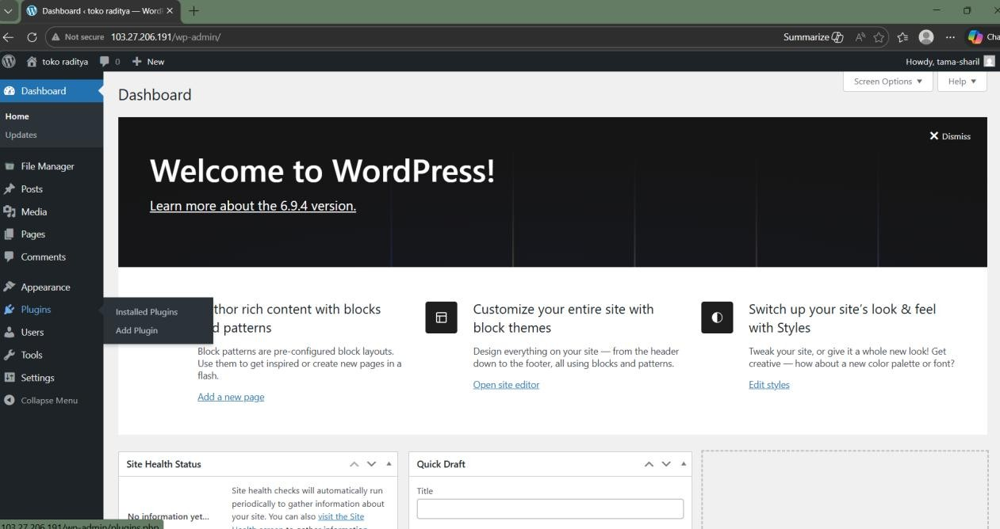 Dashboard ‹ toko raditya — Word
Not secure 103.27.206.191/wp-admin/
Summarize
Cha
toko raditya 0 New
Howdy, tama-sharil
Dashboard
Home
Updates
File Manager
Posts
Media
Pages
Comments
Appearance
Plugins
Users
Tools
Settings
Collapse Menu
Installed Plugins
Add Plugin
Screen Options
Help
Dashboard
Dismiss
Welcome to WordPress!
Learn more about the 6.9.4 version.
thor rich content with blocks
d patterns
Block patterns are pre-configured block layouts.
Use them to get inspired or create new pages in a
flash.
Add a new page
Customize your entire site with
block themes
Design everything on your site — from the header
down to the footer, all using blocks and patterns.
Open site editor
Switch up your site’s look & feel
with Styles
Tweak your site, or give it a whole new look! Get
creative — how about a new color palette or font?
Edit styles
Site Health Status
No information yet...
Site health checks will automatically run
periodically to gather information about
your site. You can also visit the Site
Health screen to gather information
Quick Draft
Title
103.27.206.191/wp-admin/plugins.php